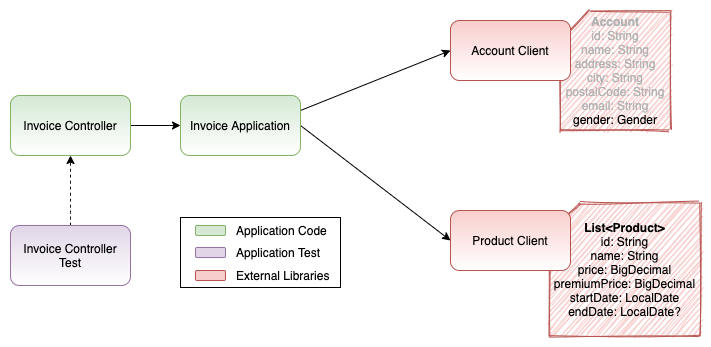 Account
id: String
name: String
address: String
city: String
postalCode: String
email: String
gender: Gender
Account Client
Invoice Controller
Invoice Application
Invoice Controller
Test
Application Code
Application Test
External Libraries
Product Client
List<Product>
id: String
name: String
price: BigDecimal
premiumPrice: BigDecimal
startDate: LocalDate
endDate: LocalDate?